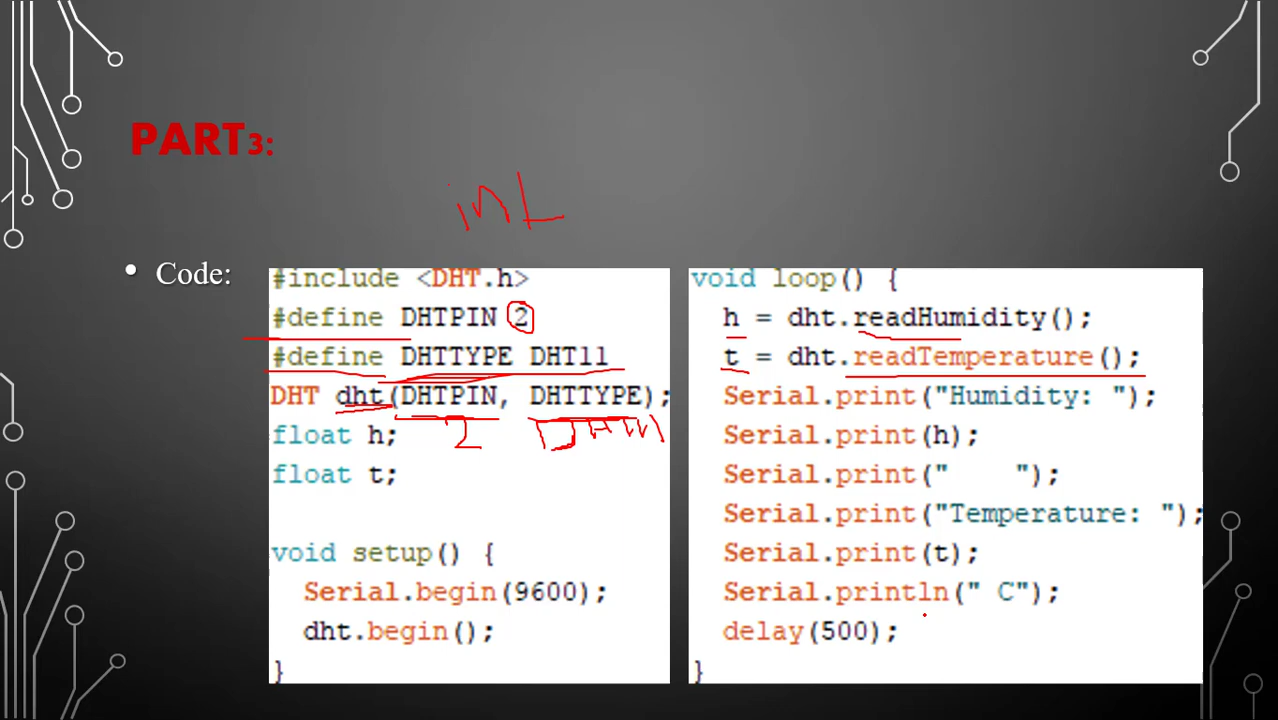 PART3:
inL
• Code:
#include <DHT.h>
#define DHTPIN 2
#define DHTTYPE DHT11
DHT dht(DHTPIN, DHTTYPE);
2
float h;
float t;
void setup() {
Serial.begin(9600);
dht.begin();
}
void loop() {
h = dht.readHumidity();
t = dht.readTemperature();
Serial.print("Humidity: ");
Serial.print(h);
Serial.print("    ");
Serial.print("Temperature: ");
Serial.print(t);
Serial.println(" C");
delay(500);
}